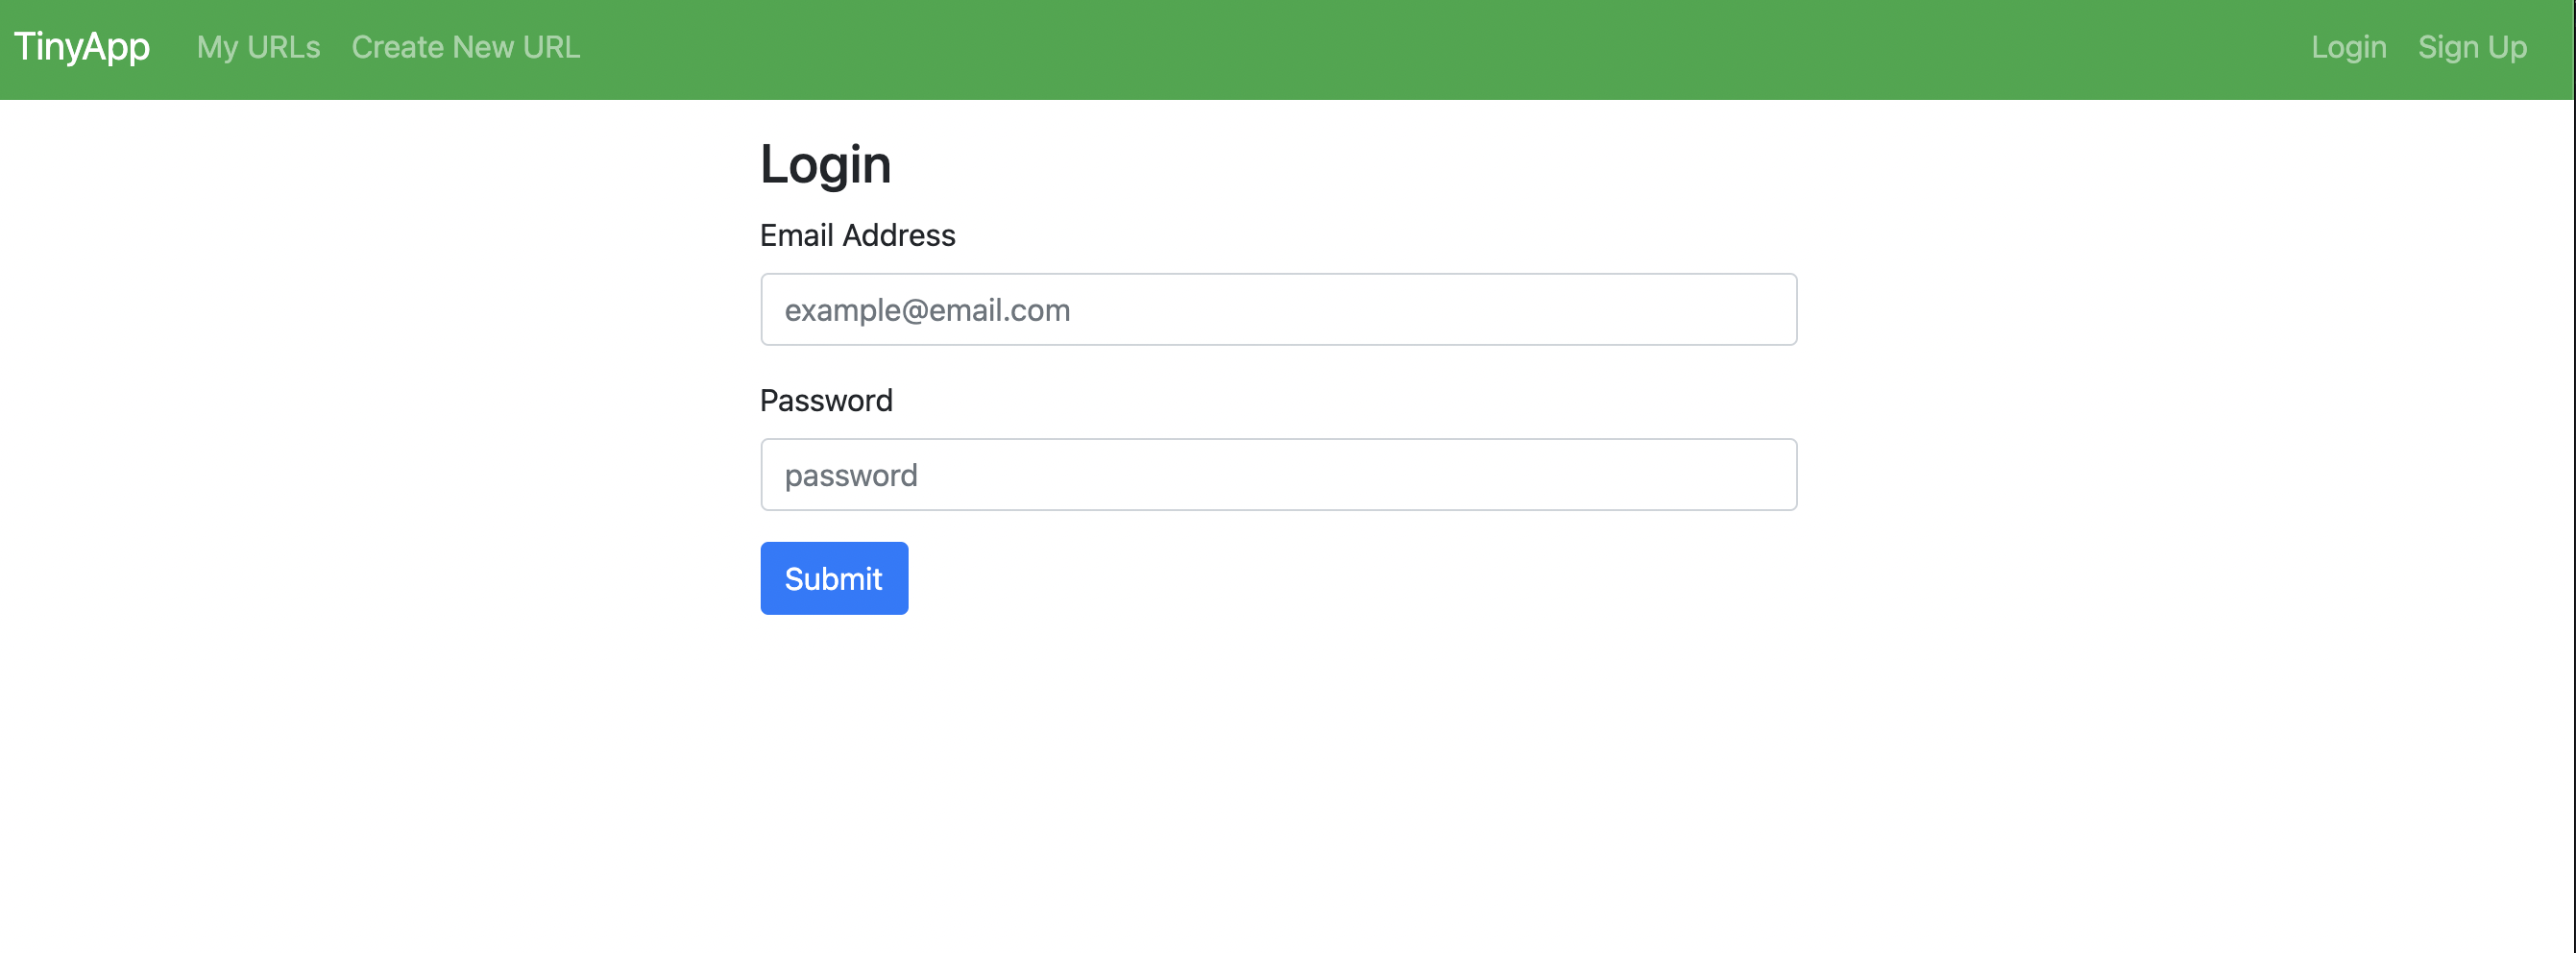 TinyApp My URLs Create New URL Login Sign Up
Login
Email Address
example@email.com
Password
password
Submit